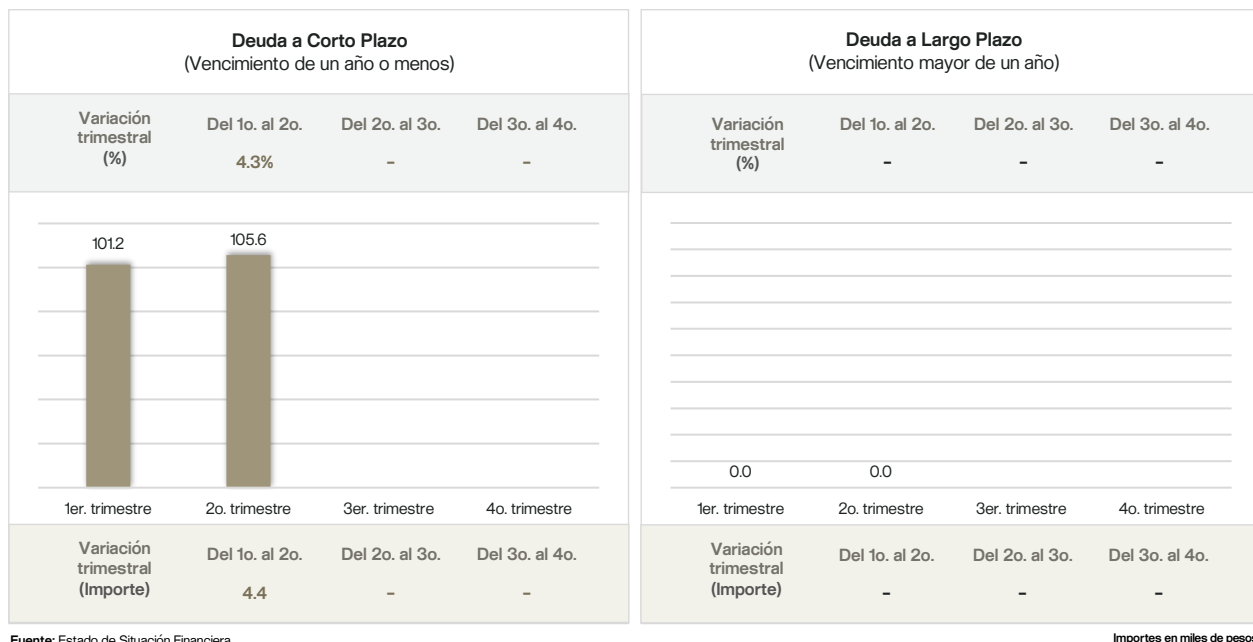 Deuda a Corto Plazo
(Vencimiento de un año o menos)
Variación
trimestral
(%)
Del 1o. al 2o.
Del 2o. al 3o.
Del 3o. al 4o.
4.3%
–
–
101.2
105.6
1er. trimestre
2o. trimestre
3er. trimestre
4o. trimestre
Variación
trimestral
(Importe)
Del 1o. al 2o.
Del 2o. al 3o.
Del 3o. al 4o.
4.4
–
–
Deuda a Largo Plazo
(Vencimiento mayor de un año)
Variación
trimestral
(%)
Del 1o. al 2o.
Del 2o. al 3o.
Del 3o. al 4o.
–
–
–
0.0
0.0
1er. trimestre
2o. trimestre
3er. trimestre
4o. trimestre
Variación
trimestral
(Importe)
Del 1o. al 2o.
Del 2o. al 3o.
Del 3o. al 4o.
–
–
–
Fuente: Estado de Situación Financiera
Importes en miles de pesos